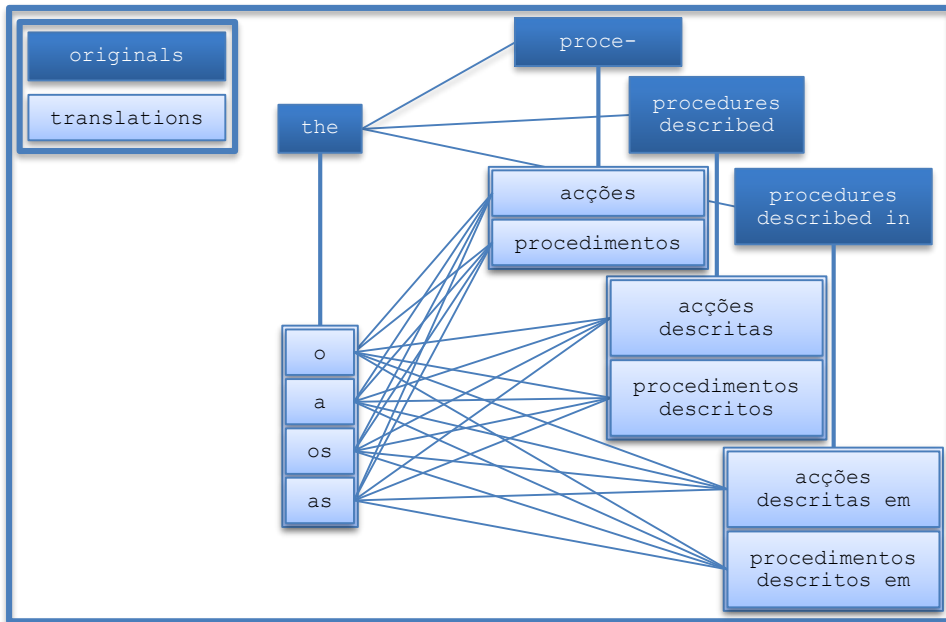 originals
translations
the
proce-
procedures
described
procedures
described in
acções
procedimentos
acções
descritas
procedimentos
descritos
acções
descritas em
procedimentos
descritos em
o
a
os
as